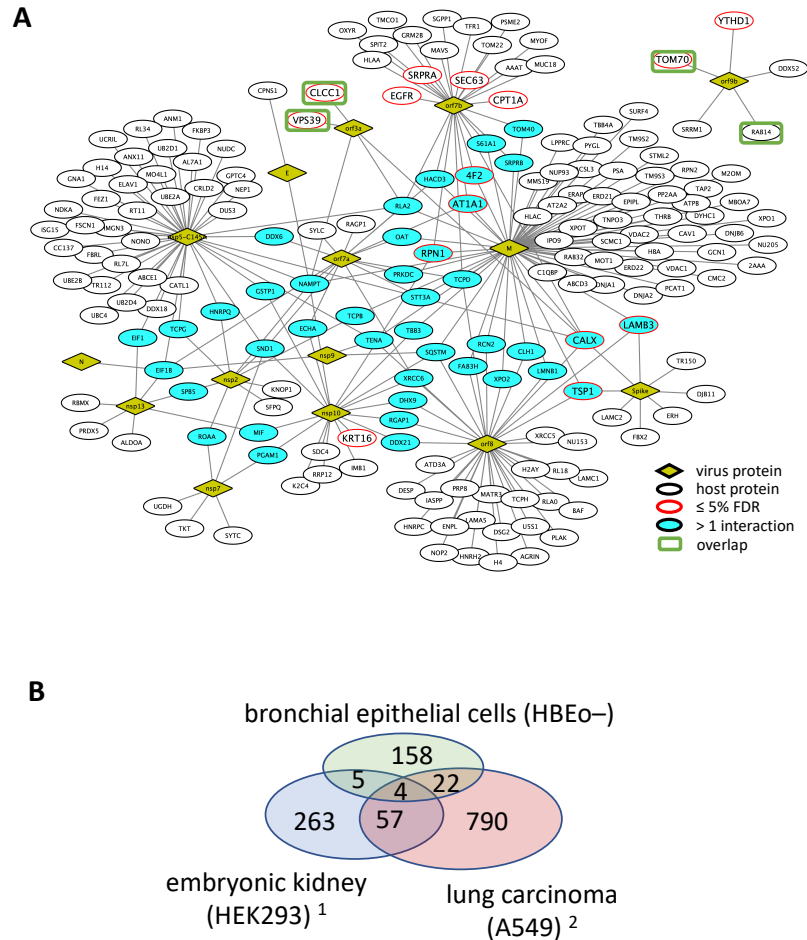 A
OXYR
TMCO1
SGPP1
TFR1
PSME2
GRM2B
SPIT2
MAVS
TOM22
MYOF
HLAA
AAAT
MUC18
SRPRA
SEC63
EGFR
CPT1A
orf7b
YTHD1
TOM70
DDX52
orf9b
SRRM1
RAB14
CPNS1
CLCC1
VPS39
orf3a
E
TOM40
S61A1
SRPRB
HACD3
4F2
AT1A1
RLA2
OAT
RPN1
PRKDC
STT3A
TCPD
M
ANM1
RL34
FKBP3
UCRIL
UB2D1
NUDC
ANX11
AL7A1
H14
MO4L1
GPTC4
GNA1
ELAV1
CRLD2
NEP1
FEZ1
UBE2A
NDKA
RT11
DUS3
FSCN1
MGN3
ISG15
NONO
nsp5-C145A
CC137
FBRL
RL7L
UBE2B
TR112
ABCE1
CATL1
UB2D4
DDX18
UBC4
SURF4
TBB4A
LPPRC
PYGL
TM9S2
STML2
NUP93
CSL3
PSA
TM9S3
RPN2
M2OM
MMS19
ERAP
ERD21
EPIPL
PP2AA
TAP2
AT2A2
ATPB
MBOA7
HLAC
TNPO3
THRB
DYHC1
XPO1
XPOT
VDAC2
CAV1
DNJB6
IPO9
SCMC1
NU205
RAB32
MOT1
HBA
GCN1
C1QBP
ERD22
VDAC1
2AAA
ABCD3
DNJA1
CMC2
PCAT1
DNJA2
SYLC
RAGP1
orf7a
DDX6
GSTP1
NAMPT
HNRPQ
ECHA
TCPB
TBB3
TENA
EIF1
TCPG
SND1
EIF1B
SPB5
N
nsp13
nsp2
nsp9
nsp10
nsp7
RBMX
PRDX5
ALDOA
KNOP1
SFPQ
ROAA
MIF
PGAM1
UGDH
TKT
SYTC
SQSTM
XRCC6
DHX9
RGAP1
DDX21
KRT16
SDC4
RRP12
K2C4
IMB1
RCN2
FA83H
CLH1
XPO2
LMNB1
CALX
LAMB3
TSP1
Spike
TR150
DJB11
ERH
FBX2
LAMC2
orf8
XRCC5
NU153
ATD3A
H2AY
RL18
LAMC1
DESP
PRP8
IASPP
MATR3
TCPH
RLA0
BAF
HNRPC
ENPL
LAMA5
U5S1
DSG2
PLAK
NOP2
HNRH2
H4
AGRIN
virus protein
host protein
≤ 5% FDR
> 1 interaction
overlap
B
bronchial epithelial cells (HBEo–)
158
5
4
22
263
57
790
embryonic kidney
(HEK293) 1
lung carcinoma
(A549) 2